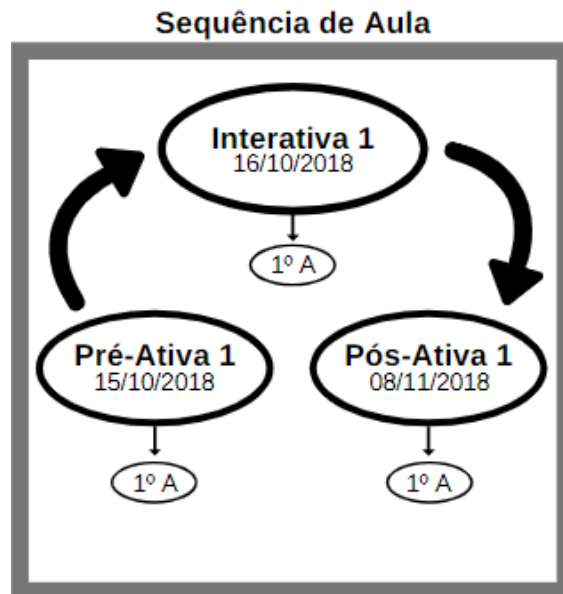 Sequência de Aula
Interativa 1
16/10/2018
1º A
Pré-Ativa 1
15/10/2018
1º A
Pós-Ativa 1
08/11/2018
1º A